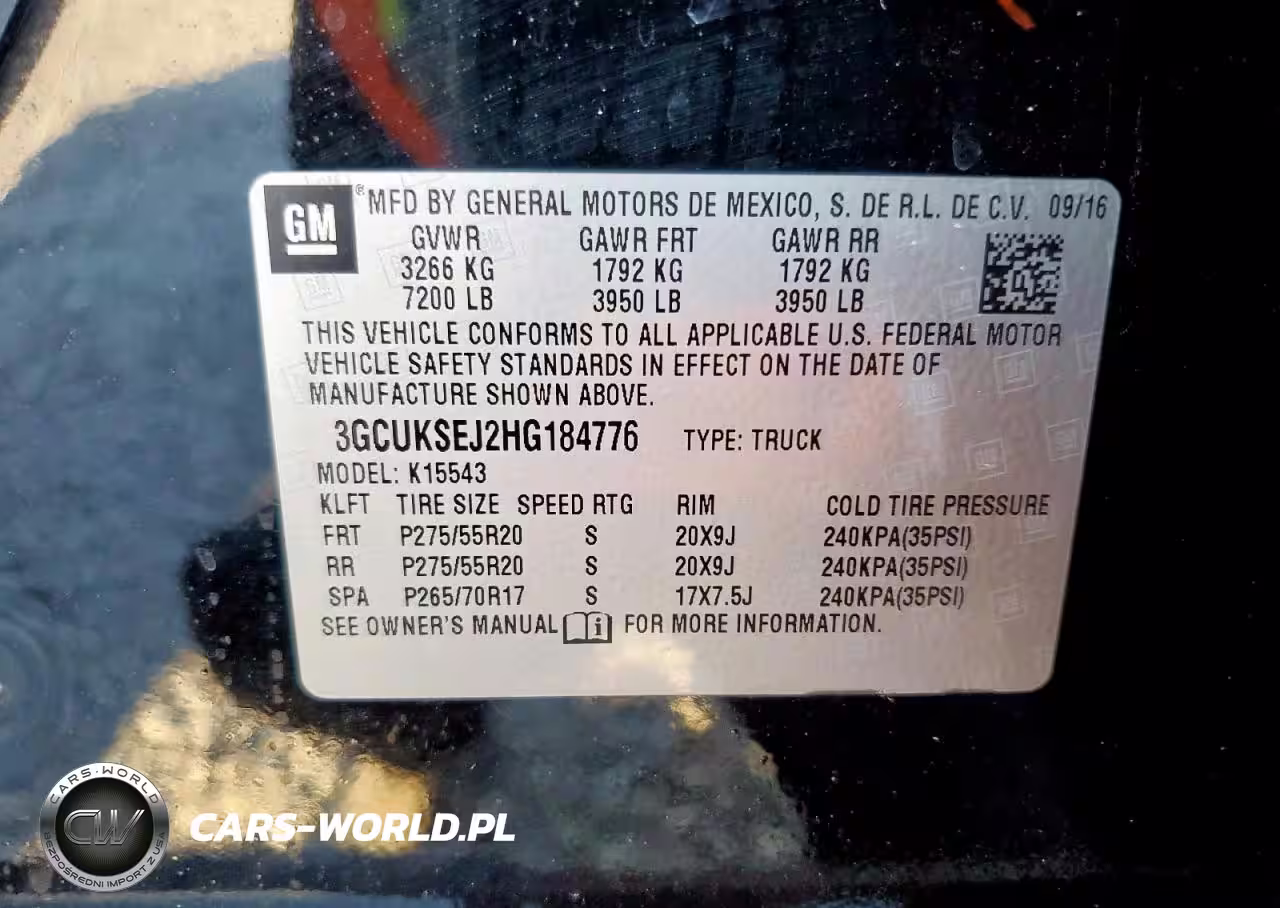 GM ® MFD BY GENERAL MOTORS DE MEXICO, S. DE R.L. DE C.V. 09/16
GVWR GAWR FRT GAWR RR
3266 KG 1792 KG 1792 KG
7200 LB 3950 LB 3950 LB
THIS VEHICLE CONFORMS TO ALL APPLICABLE U.S. FEDERAL MOTOR
VEHICLE SAFETY STANDARDS IN EFFECT ON THE DATE OF
MANUFACTURE SHOWN ABOVE.
3GCUKSEJ2HG184776 TYPE: TRUCK
MODEL: K15543
KLFT TIRE SIZE SPEED RTG RIM COLD TIRE PRESSURE
FRT P275/55R20 S 20X9J 240KPA(35PSI)
RR P275/55R20 S 20X9J 240KPA(35PSI)
SPA P265/70R17 S 17X7.5J 240KPA(35PSI)
SEE OWNER'S MANUAL i FOR MORE INFORMATION.
CARS-WORLD
CW
BEZPOŚREDNI IMPORT Z USA
CARS-WORLD.PL